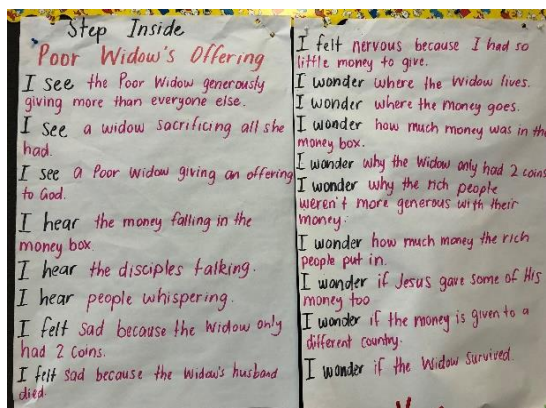 Step Inside
Poor Widow's Offering
I see the Poor Widow generously
giving more than everyone else.
I see a widow sacrificing all she
had.
I see a Poor Widow giving an offering
to God.
I hear the money falling in the
money box
I hear the disciples talking.
I hear people whispering.
I felt sad because the Widow only
had 2 coins.
I felt sad because the Widow's husband
died.
I felt nervous because I had so
little money to give.
I wonder where the Widow lives.
I wonder where the money goes.
I wonder how much money was in the
money box.
I wonder why the Widow only had 2 coins
I wonder why the rich people
weren't more generous with their
money.
I wonder how much money the rich
people put in.
I wonder if Jesus gave some of His
money too
I wonder if the money is given to a
different country.
I wonder if the Widow survived.